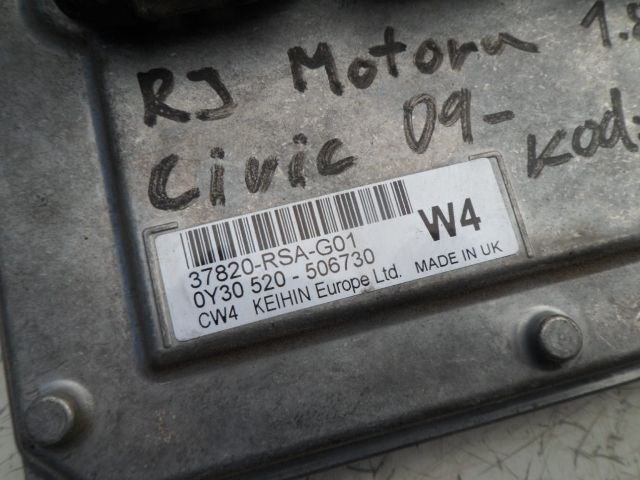 RJ Motora 1.8
Civic 09- kod.
37820-RSA-G01
0Y30 520 - 506730
CW4 KEIHIN Europe Ltd. MADE IN UK
W4